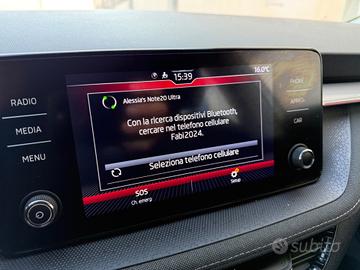 15:39
16.0°C
Alessia's Note20 Ultra
RADIO
MEDIA
MENU
Con la ricerca dispositivi Bluetooth,
cercare nel telefono cellulare
Fabi2024.
Seleziona telefono cellulare
SOS
Ch. emerg.
Setup
PHONE
CAR
subito